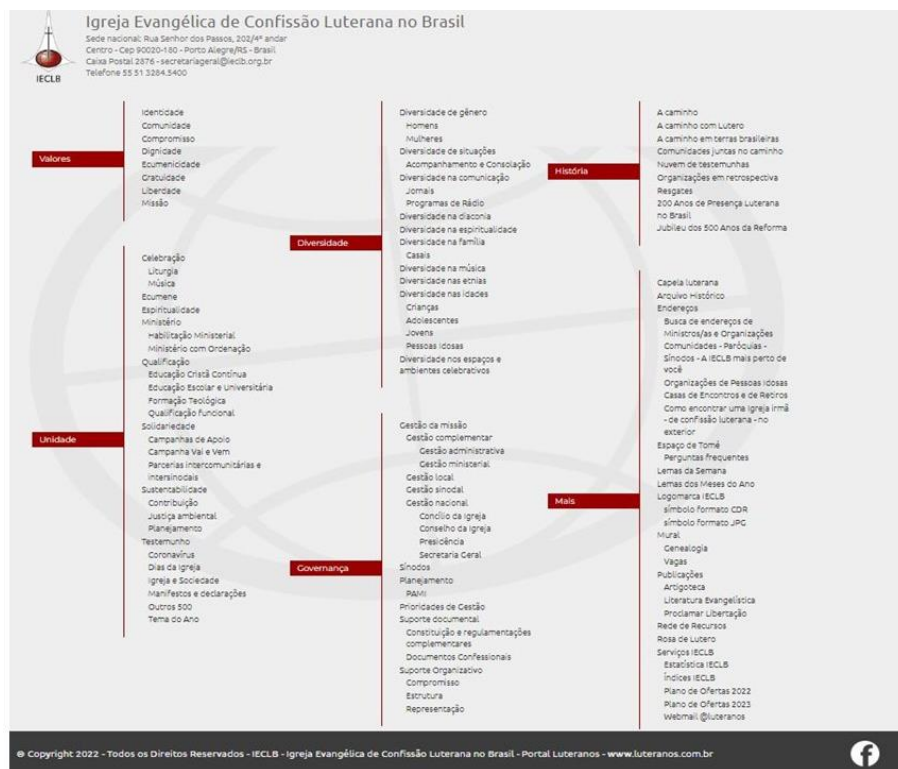 Igreja Evangélica de Confissão Luterana no Brasil
Sede nacional: Rua Senhor dos Passos, 202/4º andar
Centro - Cep 90020-180 - Porto Alegre/RS - Brasil
Caixa Postal 2876 - secretariageral@ieclb.org.br
Telefone 55 51 3284.5400
IECLB
Valores
Identidade
Comunidade
Compromisso
Dignidade
Ecumenicidade
Gratuidade
Liberdade
Missão
Unidade
Celebração
Liturgia
Música
Ecumene
Espiritualidade
Ministério
Habilitação Ministerial
Ministério com Ordenação
Qualificação
Educação Cristã Contínua
Educação Escolar e Universitária
Formação Teológica
Qualificação funcional
Solidariedade
Campanhas de Apoio
Campanha Vai e Vem
Parcerias intercomunitárias e
intersinodais
Sustentabilidade
Contribuição
Justiça ambiental
Planejamento
Testemunho
Coronavírus
Dias da Igreja
Igreja e Sociedade
Manifestos e declarações
Outros 500
Tema do Ano
Diversidade
Diversidade de gênero
Homens
Mulheres
Diversidade de situações
Acompanhamento e Consolação
Diversidade na comunicação
Jornais
Programas de Rádio
Diversidade na diaconia
Diversidade na espiritualidade
Diversidade na família
Casais
Diversidade na música
Diversidade nas etnias
Diversidade nas idades
Crianças
Adolescentes
Jovens
Pessoas Idosas
Diversidade nos espaços e
ambientes celebrativos
Governança
Gestão da missão
Gestão complementar
Gestão administrativa
Gestão ministerial
Gestão local
Gestão sinodal
Gestão nacional
Concílio da Igreja
Conselho da Igreja
Presidência
Secretaria Geral
Sínodos
Planejamento
PAMI
Prioridades de Gestão
Suporte documental
Constituição e regulamentações
complementares
Documentos Confessionais
Suporte Organizativo
Compromisso
Estrutura
Representação
História
A caminho
A caminho com Lutero
A caminho em terras brasileiras
Comunidades juntas no caminho
Nuvem de testemunhas
Organizações em retrospectiva
Resgates
200 Anos de Presença Luterana
no Brasil
Jubileu dos 500 Anos da Reforma
Mais
Capela luterana
Arquivo Histórico
Endereços
Busca de endereços de
Ministros/as e Organizações
Comunidades - Paróquias -
Sínodos - A IECLB mais perto de
você
Organizações de Pessoas Idosas
Casas de Encontros e de Retiros
Como encontrar uma Igreja irmã
- de confissão luterana - no
exterior
Espaço de Tomé
Perguntas frequentes
Lemas da Semana
Lemas dos Meses do Ano
Logomarca IECLB
símbolo formato CDR
símbolo formato JPG
Mural
Genealogia
Vagas
Publicações
Artigoteca
Literatura Evangelística
Proclamar Libertação
Rede de Recursos
Rosa de Lutero
Serviços IECLB
Estatística IECLB
Índices IECLB
Plano de Ofertas 2022
Plano de Ofertas 2023
Webmail @luteranos
© Copyright 2022 - Todos os Direitos Reservados - IECLB - Igreja Evangélica de Confissão Luterana no Brasil - Portal Luteranos - www.luteranos.com.br